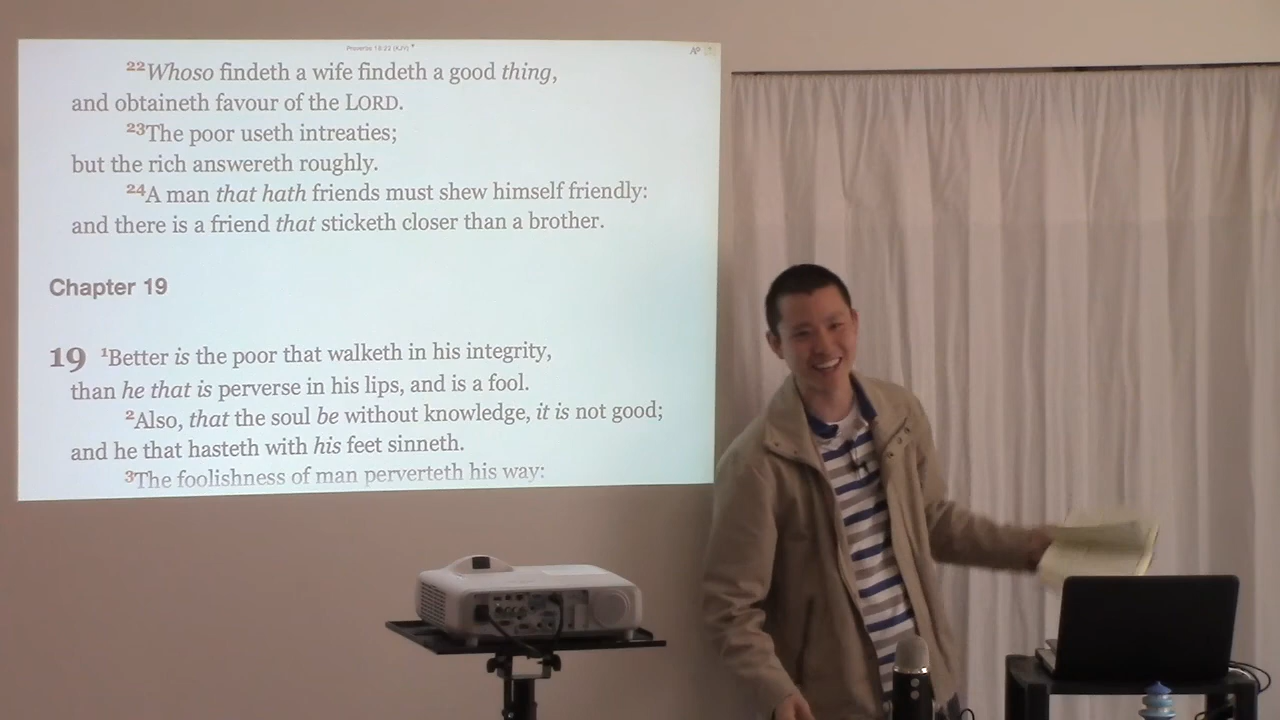 Proverbs 18:22 (KJV)
22Whoso findeth a wife findeth a good thing,
and obtaineth favour of the LORD.
23The poor useth intreaties;
but the rich answereth roughly.
24A man that hath friends must shew himself friendly:
and there is a friend that sticketh closer than a brother.
Chapter 19
19 1Better is the poor that walketh in his integrity,
than he that is perverse in his lips, and is a fool.
2Also, that the soul be without knowledge, it is not good;
and he that hasteth with his feet sinneth.
3The foolishness of man perverteth his way: